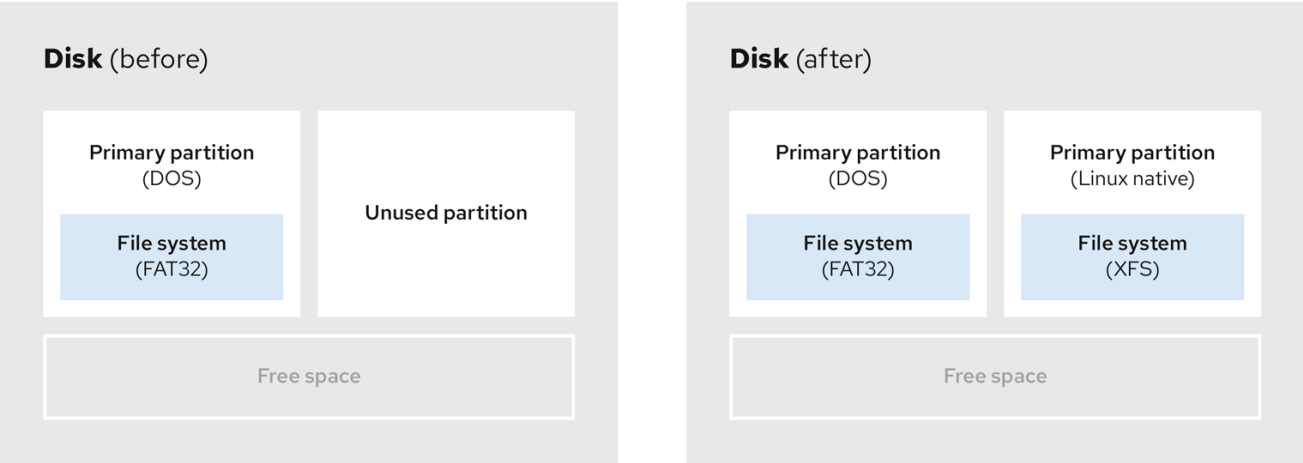 Disk (before)
Primary partition
(DOS)
File system
(FAT32)
Unused partition
Free space
Disk (after)
Primary partition
(DOS)
File system
(FAT32)
Primary partition
(Linux native)
File system
(XFS)
Free space